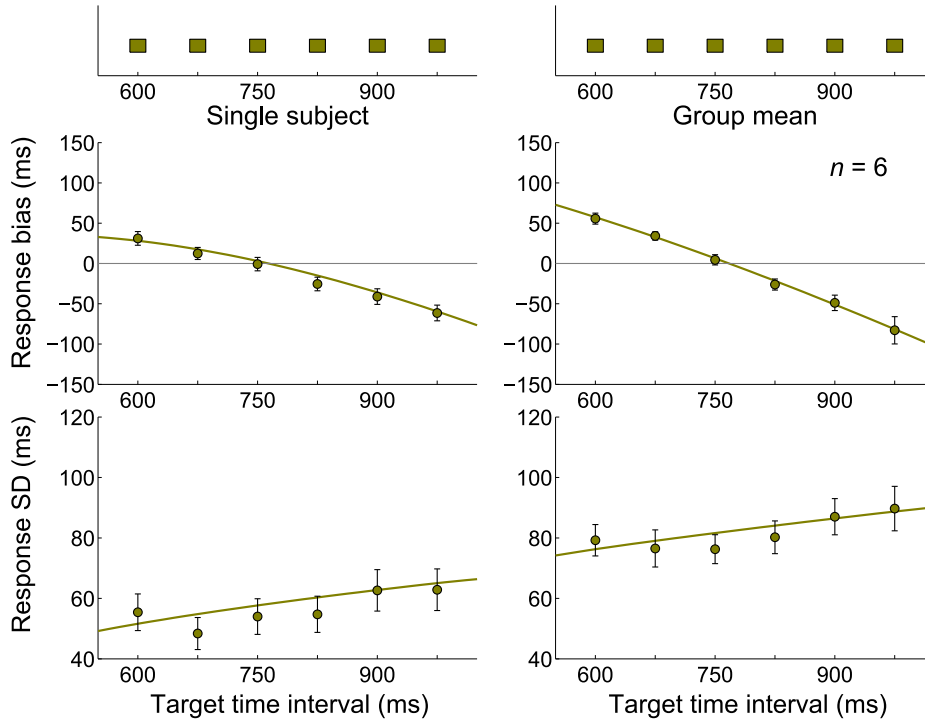 600 750 900
600 750 900
Single subject
Group mean
Response bias (ms)
150
100
50
0
−50
−100
−150
600 750 900
n = 6
150
100
50
0
−50
−100
−150
600 750 900
Response SD (ms)
120
100
80
60
40
600 750 900
Target time interval (ms)
120
100
80
60
40
600 750 900
Target time interval (ms)